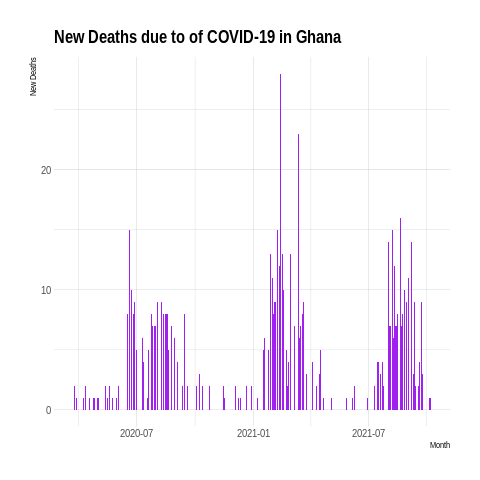 New Deaths due to of COVID-19 in Ghana
New Deaths
20
10
0
2020-07
2021-01
2021-07
Month